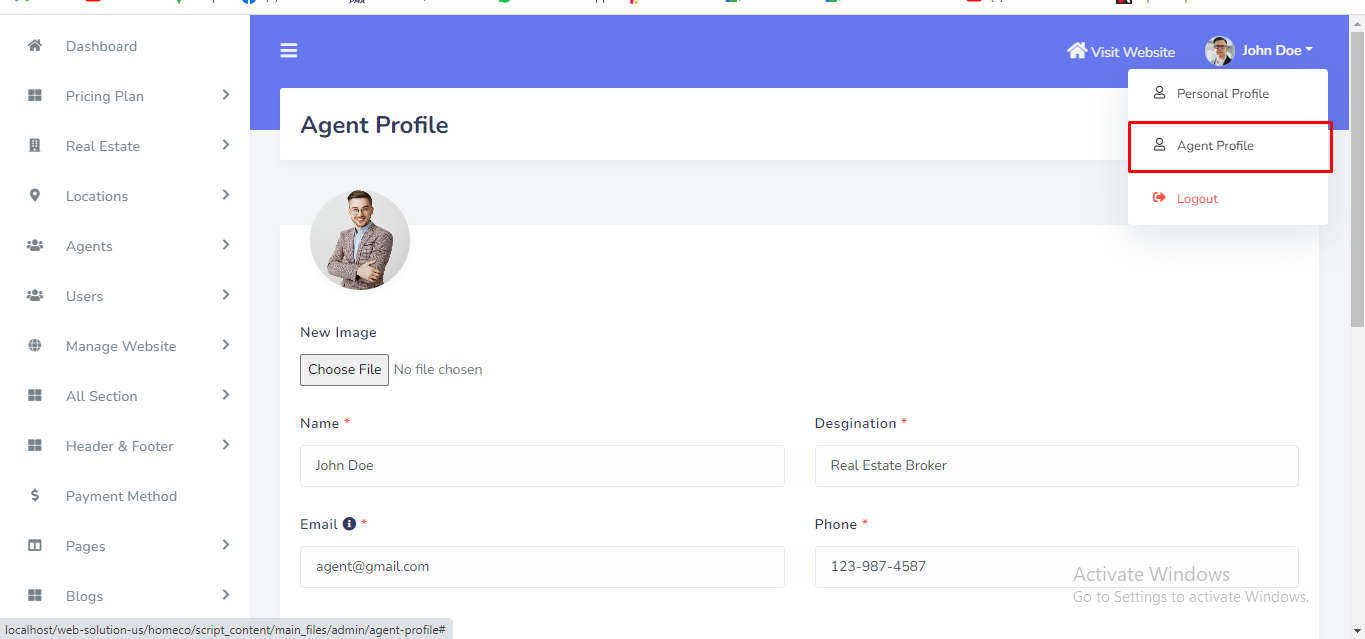 Dashboard
Pricing Plan
Real Estate
Locations
Agents
Users
Manage Website
All Section
Header & Footer
Payment Method
Pages
Blogs
Visit Website
John Doe
Personal Profile
Agent Profile
Logout
Agent Profile
New Image
Choose File No file chosen
Name *
John Doe
Desgination *
Real Estate Broker
Email *
agent@gmail.com
Phone *
123-987-4587
Activate Windows
Go to Settings to activate Windows.
localhost/web-solution-us/homeco/script_content/main_files/admin/agent-profile#